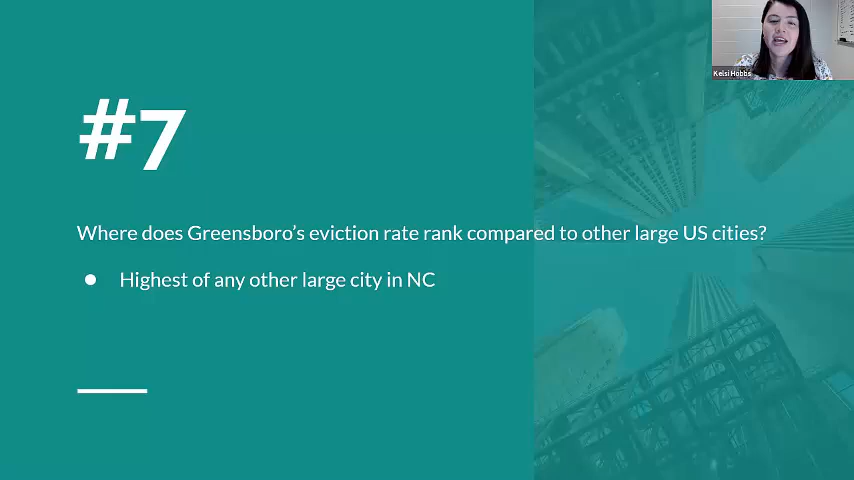 Kelsi Hobbs
#7
Where does Greensboro’s eviction rate rank compared to other large US cities?
● Highest of any other large city in NC